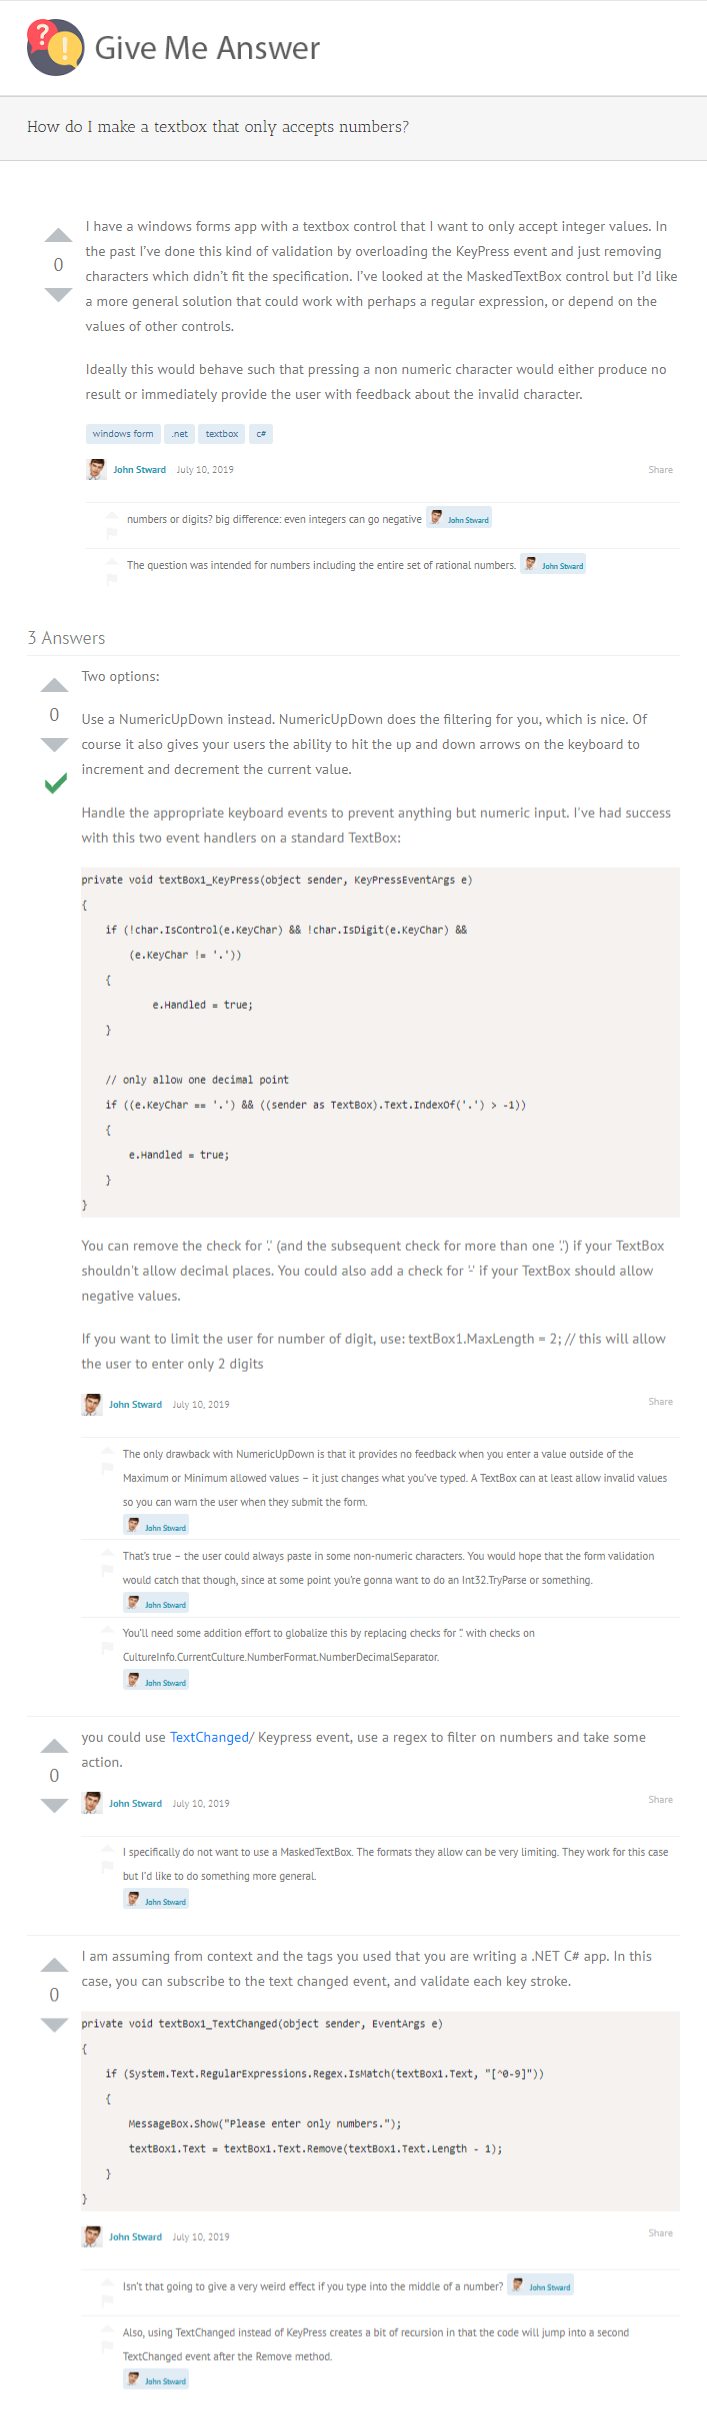 ? ! Give Me Answer
How do I make a textbox that only accepts numbers?
I have a windows forms app with a textbox control that I want to only accept integer values. In
the past I've done this kind of validation by overloading the KeyPress event and just removing
0
characters which didn't fit the specification. I've looked at the MaskedTextBox control but I'd like
a more general solution that could work with perhaps a regular expression, or depend on the
values of other controls.
Ideally this would behave such that pressing a non numeric character would either produce no
result or immediately provide the user with feedback about the invalid character.
windows form .net textbox c#
John Stward July 10, 2019 Share
numbers or digits? big difference: even integers can go negative John Stward
The question was intended for numbers including the entire set of rational numbers. John Stward
3 Answers
Two options:
0
Use a NumericUpDown instead. NumericUpDown does the filtering for you, which is nice. Of
course it also gives your users the ability to hit the up and down arrows on the keyboard to
increment and decrement the current value.
Handle the appropriate keyboard events to prevent anything but numeric input. I've had success
with this two event handlers on a standard TextBox:
private void textBox1_KeyPress(object sender, KeyPressEventArgs e)
{
if (!char.IsControl(e.KeyChar) && !char.IsDigit(e.KeyChar) &&
(e.KeyChar != '.'))
{
e.Handled = true;
}
// only allow one decimal point
if ((e.KeyChar == '.') && ((sender as TextBox).Text.IndexOf('.') > -1))
{
e.Handled = true;
}
}
You can remove the check for '.' (and the subsequent check for more than one '.') if your TextBox
shouldn't allow decimal places. You could also add a check for '-' if your TextBox should allow
negative values.
If you want to limit the user for number of digit, use: textBox1.MaxLength = 2; // this will allow
the user to enter only 2 digits
John Stward July 10, 2019 Share
The only drawback with NumericUpDown is that it provides no feedback when you enter a value outside of the
Maximum or Minimum allowed values – it just changes what you've typed. A TextBox can at least allow invalid values
so you can warn the user when they submit the form.
John Stward
That's true – the user could always paste in some non-numeric characters. You would hope that the form validation
would catch that though, since at some point you're gonna want to do an Int32.TryParse or something.
John Stward
You'll need some addition effort to globalize this by replacing checks for '.' with checks on
CultureInfo.CurrentCulture.NumberFormat.NumberDecimalSeparator.
John Stward
you could use TextChanged/ Keypress event, use a regex to filter on numbers and take some
action.
0
John Stward July 10, 2019 Share
I specifically do not want to use a MaskedTextBox. The formats they allow can be very limiting. They work for this case
but I'd like to do something more general.
John Stward
I am assuming from context and the tags you used that you are writing a .NET C# app. In this
case, you can subscribe to the text changed event, and validate each key stroke.
0
private void textBox1_TextChanged(object sender, EventArgs e)
{
if (System.Text.RegularExpressions.Regex.IsMatch(textBox1.Text, "[^0-9]"))
{
MessageBox.Show("Please enter only numbers.");
textBox1.Text = textBox1.Text.Remove(textBox1.Text.Length - 1);
}
}
John Stward July 10, 2019 Share
Isn't that going to give a very weird effect if you type into the middle of a number? John Stward
Also, using TextChanged instead of KeyPress creates a bit of recursion in that the code will jump into a second
TextChanged event after the Remove method.
John Stward